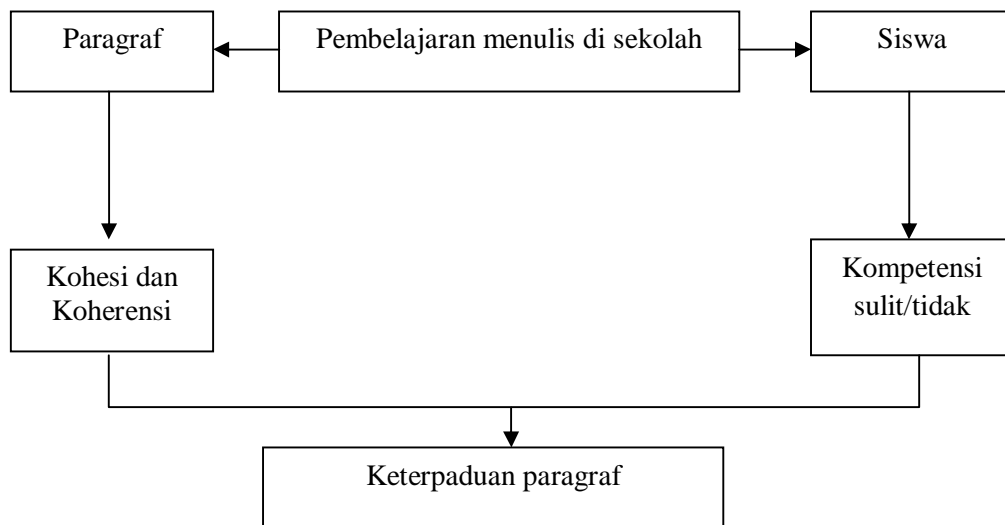 Paragraf
Pembelajaran menulis di sekolah
Siswa
Kohesi dan
Koherensi
Kompetensi
sulit/tidak
Keterpaduan paragraf